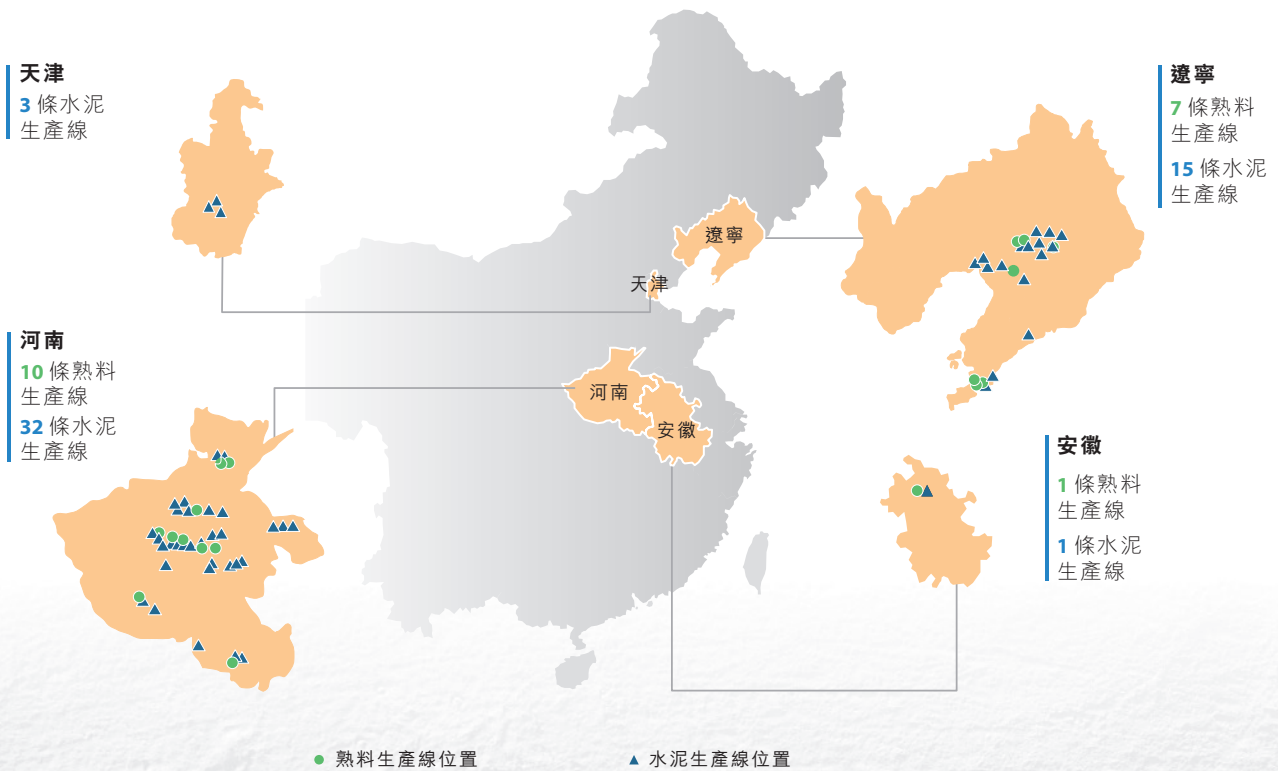 天津
3 條水泥
生產線
遼寧
7 條熟料
生產線
15 條水泥
生產線
遼寧
天津
河南
10 條熟料
生產線
32 條水泥
生產線
河南
安徽
安徽
1 條熟料
生產線
1 條水泥
生產線
熟料生產線位置
水泥生產線位置